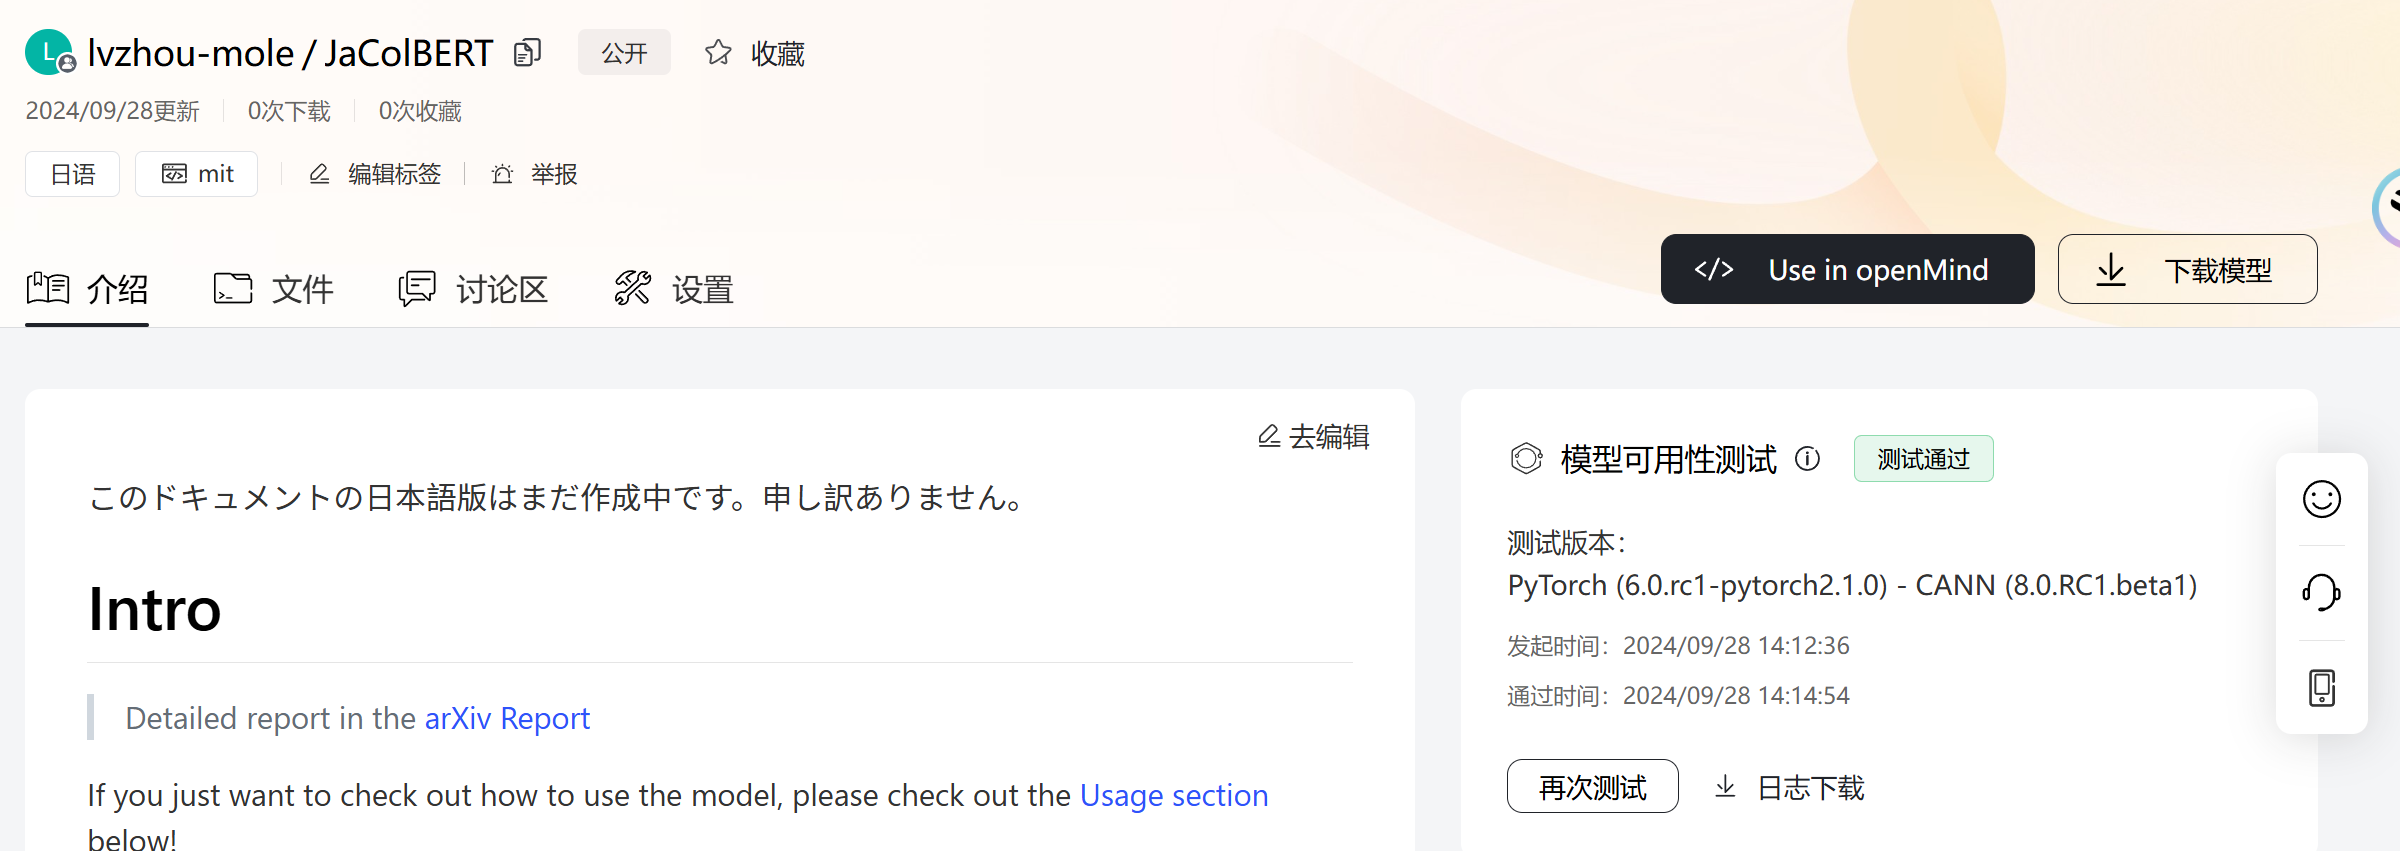 L lvzhou-mole / JaColBERT 公开 收藏
2024/09/28更新 0次下载 0次收藏
日语 mit 编辑标签 举报
介绍 文件 讨论区 设置 Use in openMind 下载模型
去编辑
このドキュメントの日本語版はまだ作成中です。申し訳ありません。
Intro
Detailed report in the arXiv Report
If you just want to check out how to use the model, please check out the Usage section
below!
模型可用性测试 测试通过
测试版本：
PyTorch (6.0.rc1-pytorch2.1.0) - CANN (8.0.RC1.beta1)
发起时间：2024/09/28 14:12:36
通过时间：2024/09/28 14:14:54
再次测试 日志下载